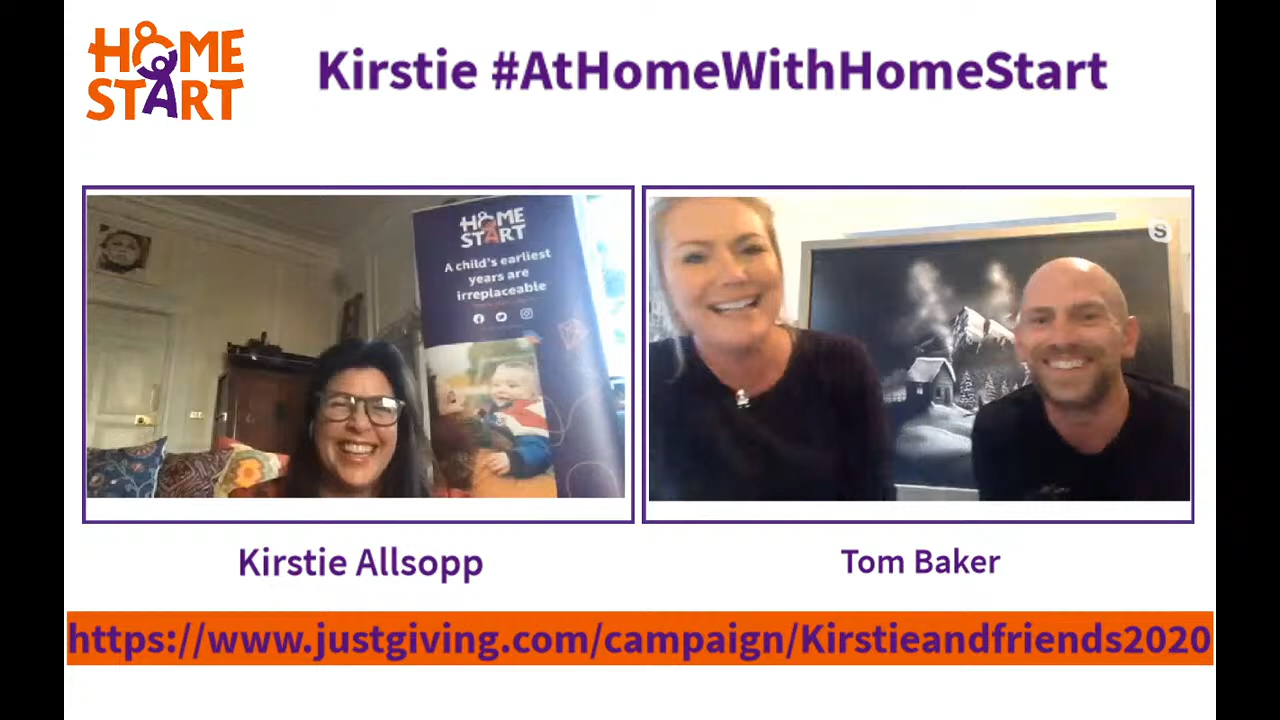 HOME
START
Kirstie #AtHomeWithHomeStart
HOME
START
A child's earliest
years are
irreplaceable
S
Kirstie Allsopp
Tom Baker
https://www.justgiving.com/campaign/Kirstieandfriends2020